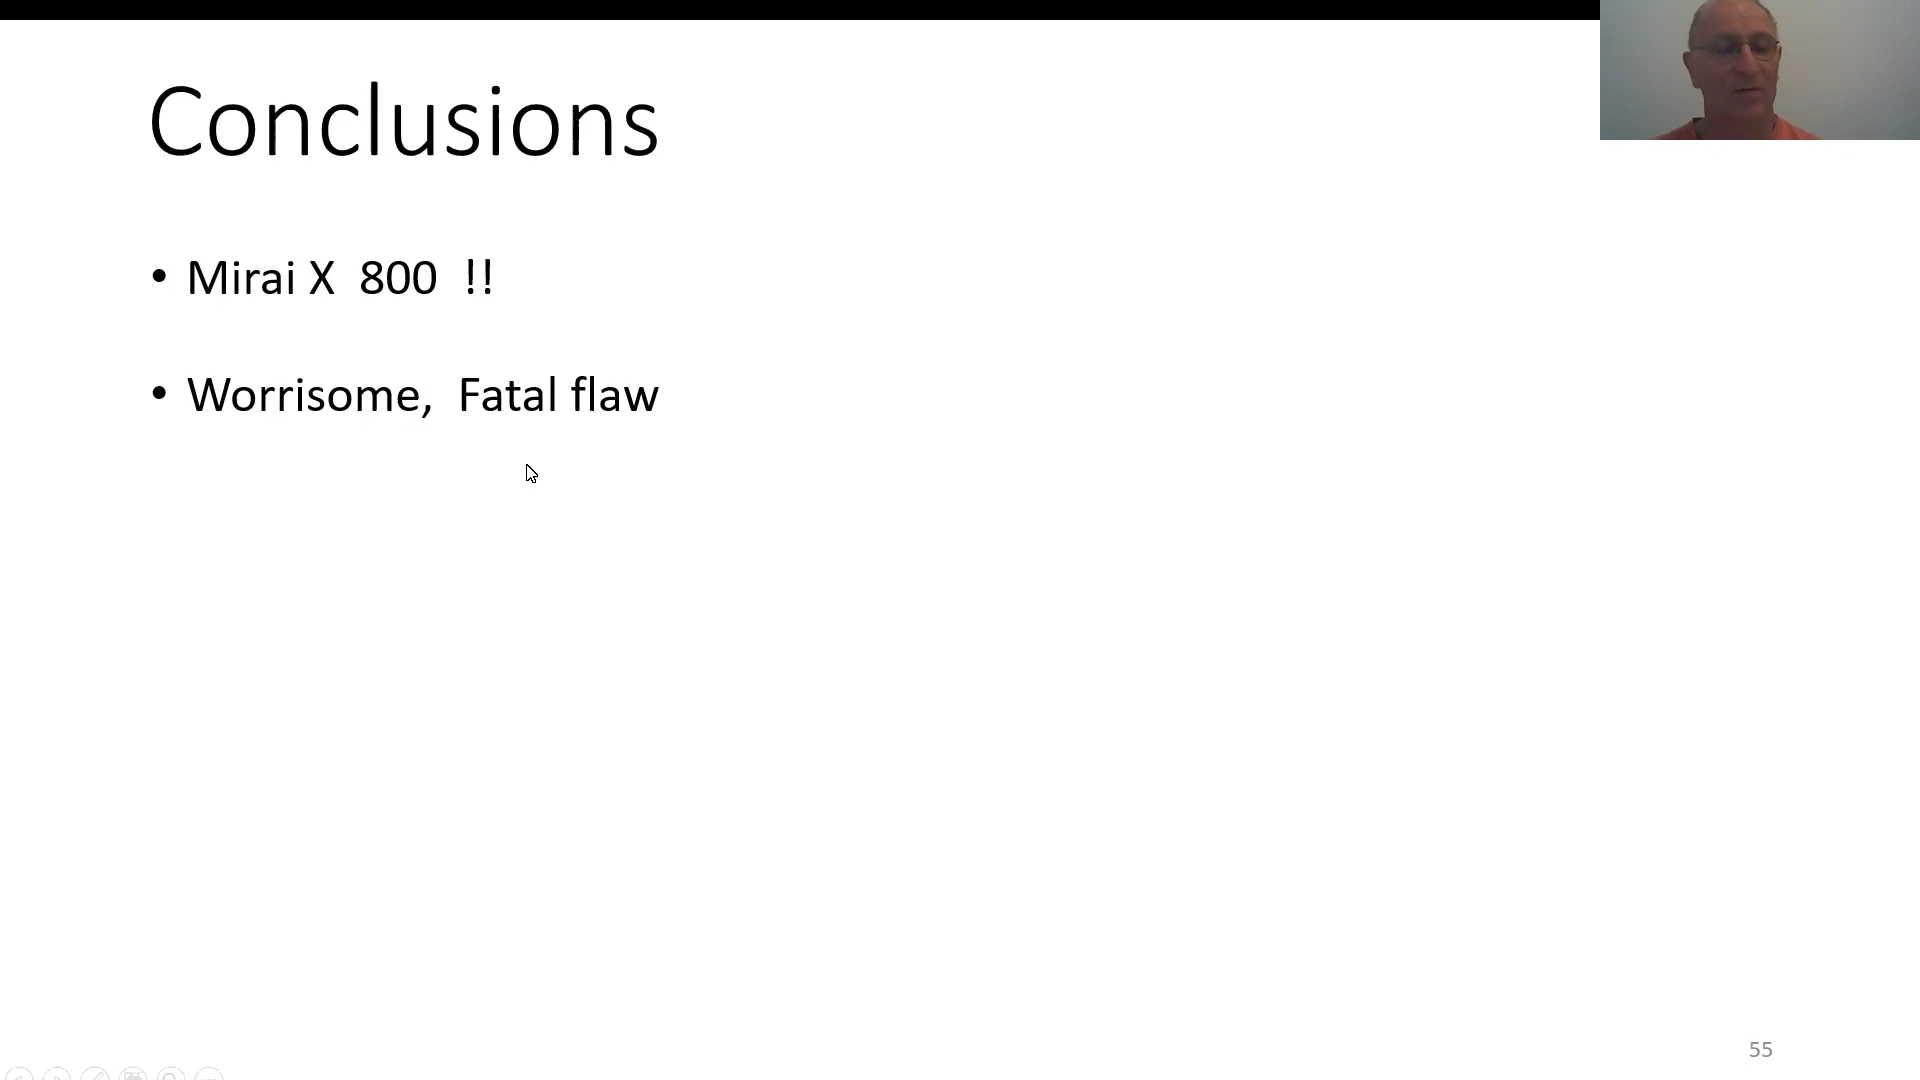 Conclusions
• Mirai X 800 !!
• Worrisome, Fatal flaw
55